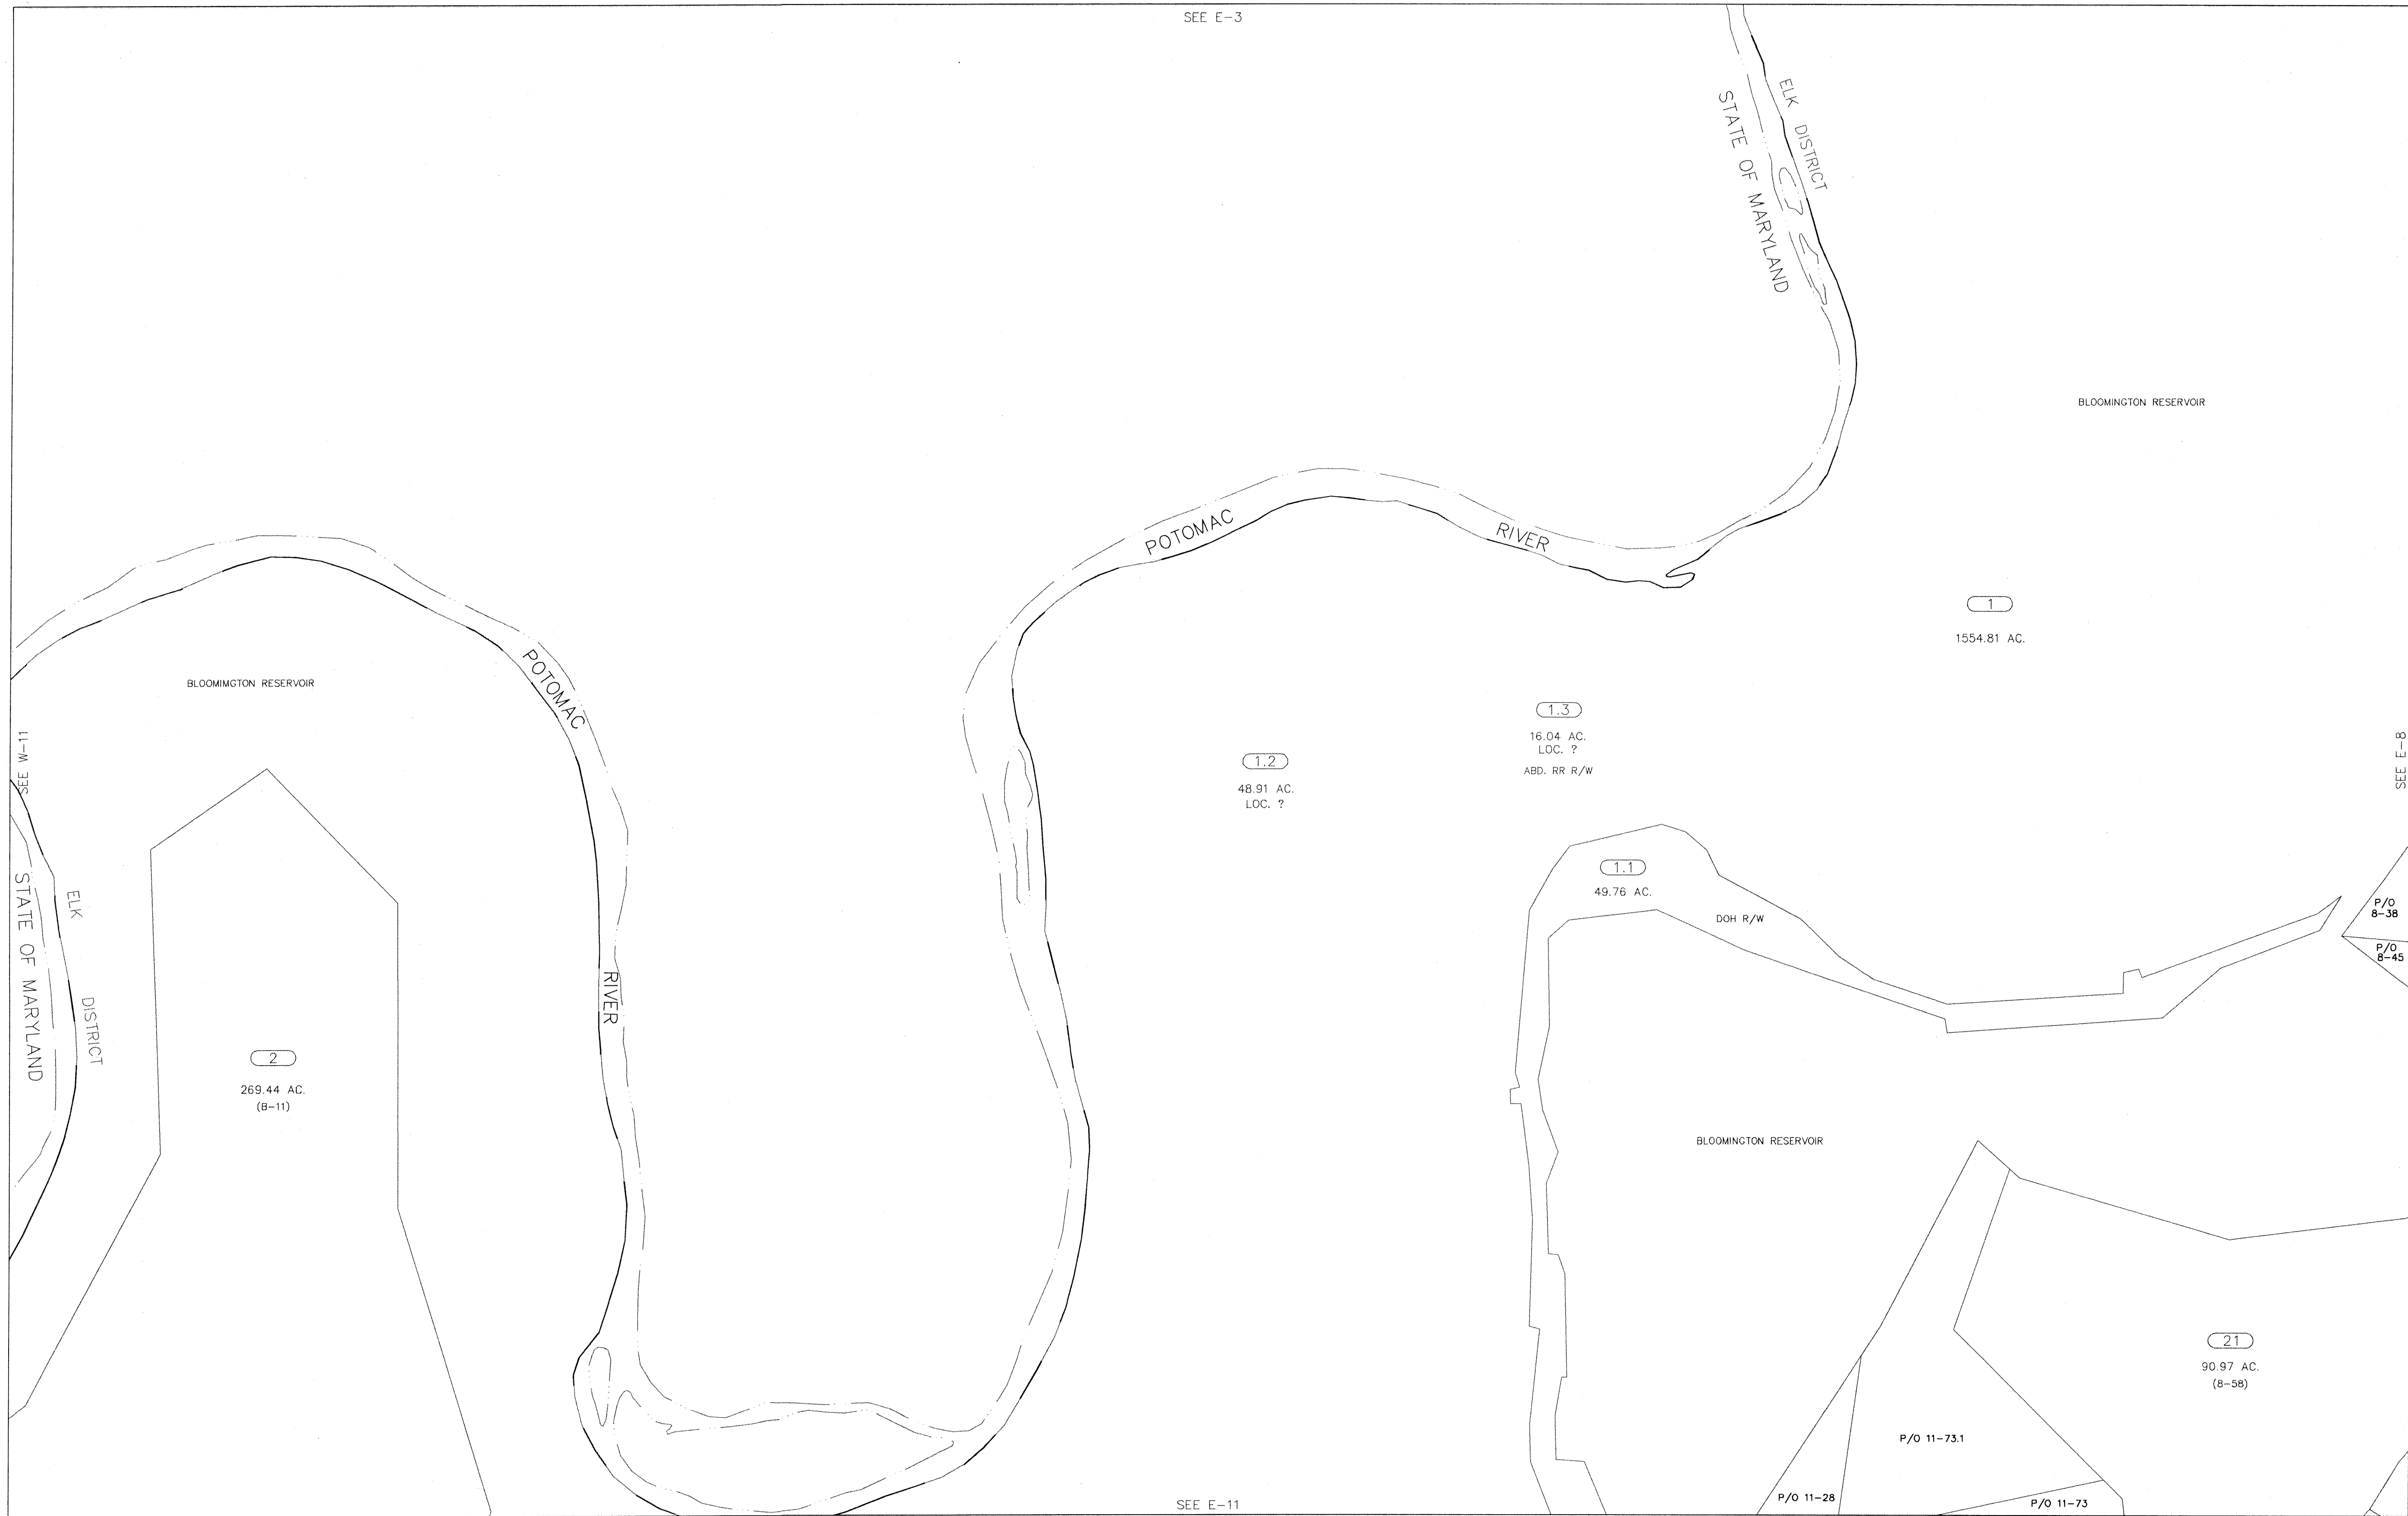 SEE E-3
ELK DISTRICT
STATE OF MARYLAND
BLOOMINGTON RESERVOIR
POTOMAC RIVER
1
1554.81 AC.
BLOOMIMGTON RESERVOIR
POTOMAC
RIVER
1.3
16.04 AC.
LOC. ?
ABD. RR R/W
1.2
48.91 AC.
LOC. ?
SEE W-11
SEE E-8
1.1
49.76 AC.
DOH R/W
P/O
8-38
P/O
8-45
ELK DISTRICT
STATE OF MARYLAND
2
269.44 AC.
(8-11)
BLOOMINGTON RESERVOIR
21
90.97 AC.
(8-58)
P/O 11-73.1
P/O 11-28
P/O 11-73
SEE E-11